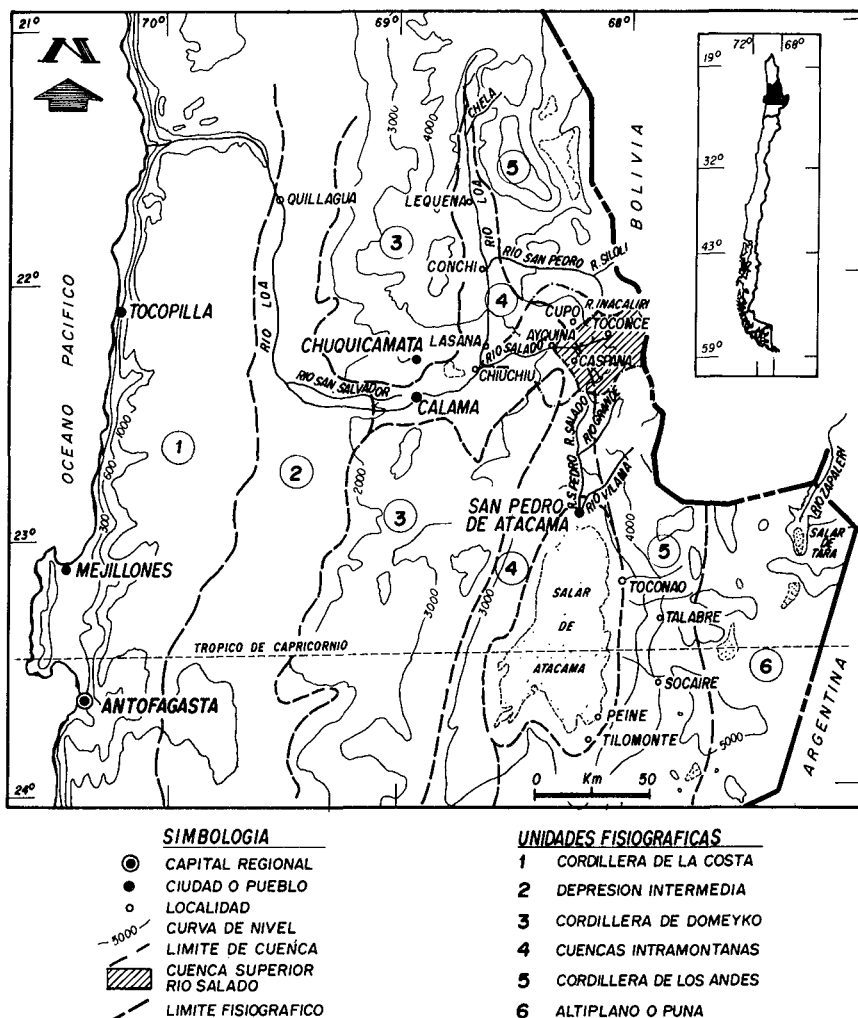 21°
69°
68°
N
72° 68°
19°
32°
43°
59°
BOLIVIA
OCEANO PACIFICO
CHELA
5
QUILLAGUA
LEQUENA
RIO LOA
3000
4000
3
RIO SAN PEDRO
R. SILOLI
CONCHI
22°
4
R. INACALIRI
CUPO
TOCONCE
TOCOPILLA
RIO LOA
LASANA
AYQUINA
RIO SALADO
CHUQUICAMATA
CASPANA
CHIUCHIU
RIO SAN SALVADOR
CALAMA
R. SALADO
RIO GRANDE
1000
600
300
1
2
2000
3
R. S. PEDRO
RIO VILAMA
SAN PEDRO
DE ATACAMA
4000
RIO ZAPALERI
SALAR
DE
TARA
23°
MEJILLONES
4
5
3000
3000
TOCONAO
SALAR
DE
ATACAMA
TALABRE
TROPICO DE CAPRICORNIO
6
SOCAIRE
ANTOFAGASTA
PEINE
TILOMONTE
5000
ARGENTINA
0 Km 50
24°
70°
SIMBOLOGIA
CAPITAL REGIONAL
CIUDAD O PUEBLO
LOCALIDAD
5000 CURVA DE NIVEL
LIMITE DE CUENCA
CUENCA SUPERIOR
RIO SALADO
LIMITE FISIOGRAFICO
UNIDADES FISIOGRAFICAS
1 CORDILLERA DE LA COSTA
2 DEPRESION INTERMEDIA
3 CORDILLERA DE DOMEYKO
4 CUENCAS INTRAMONTANAS
5 CORDILLERA DE LOS ANDES
6 ALTIPLANO O PUNA